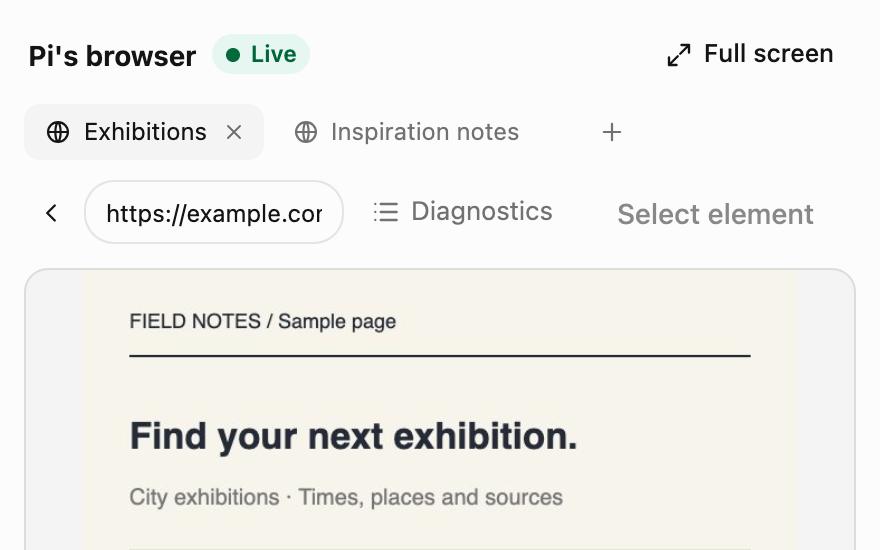 Pi's browser Live Full screen
Exhibitions Inspiration notes
https://example.cor Diagnostics Select element
FIELD NOTES / Sample page
Find your next exhibition.
City exhibitions · Times, places and sources